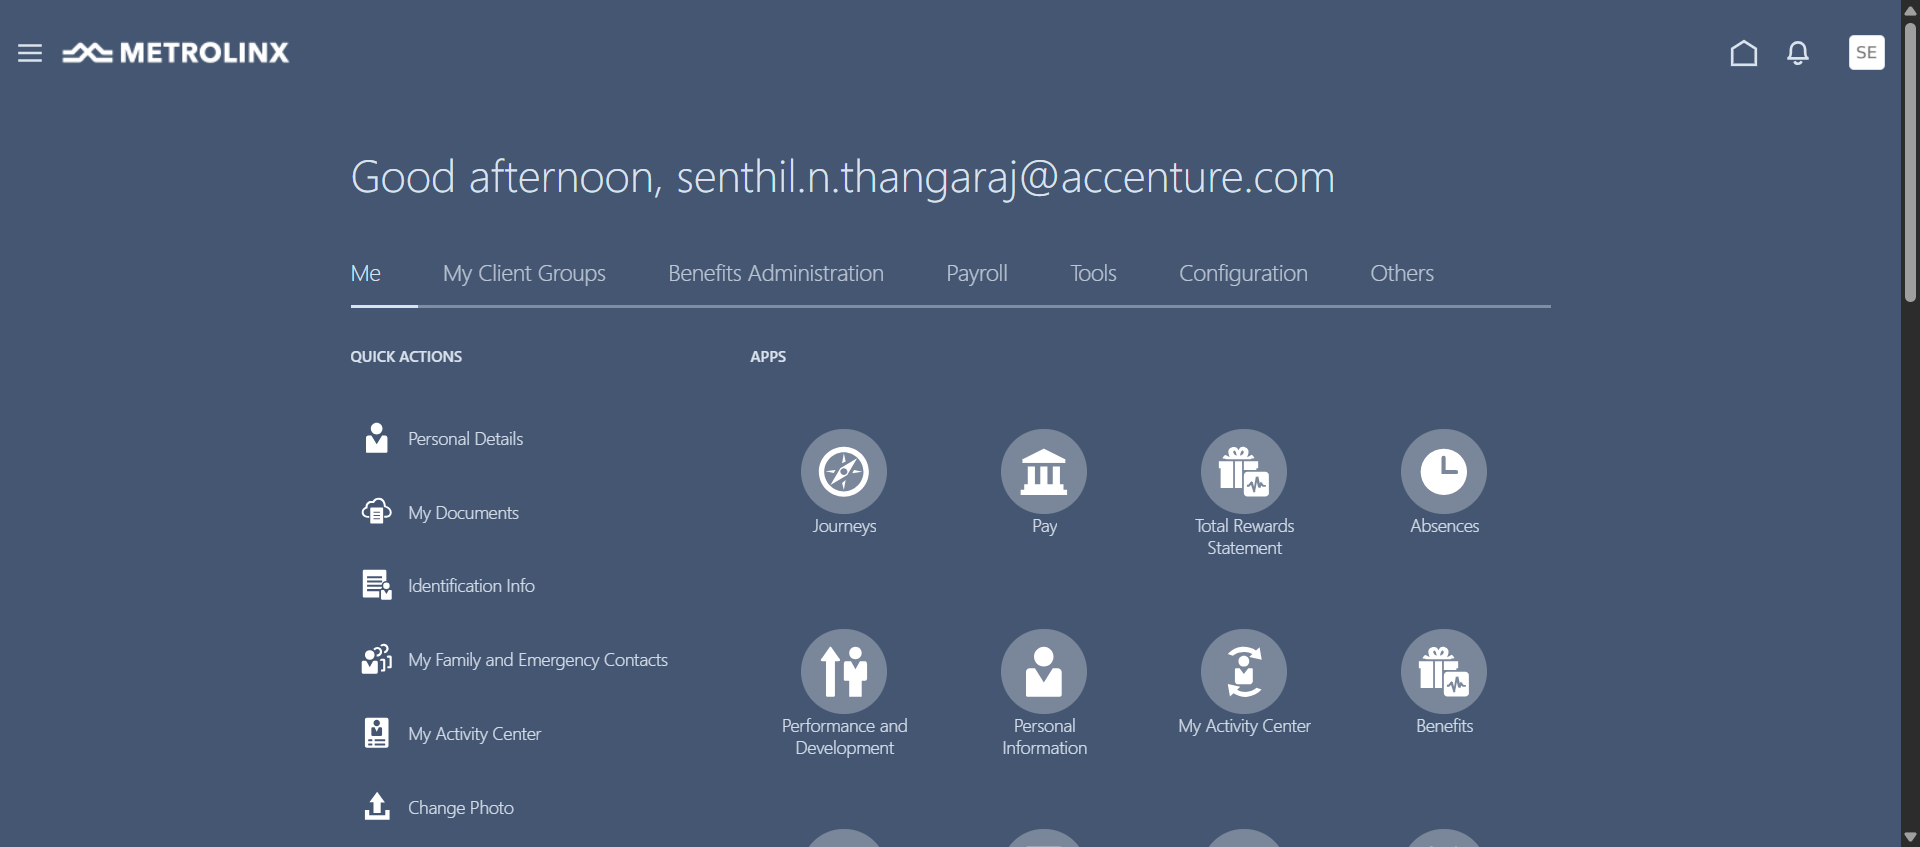 METROLINX
SE
Good afternoon, senthil.n.thangaraj@accenture.com
Me
My Client Groups
Benefits Administration
Payroll
Tools
Configuration
Others
QUICK ACTIONS
Personal Details
My Documents
Identification Info
My Family and Emergency Contacts
My Activity Center
Change Photo
APPS
Journeys
Pay
Total Rewards
Statement
Absences
Performance and
Development
Personal
Information
My Activity Center
Benefits